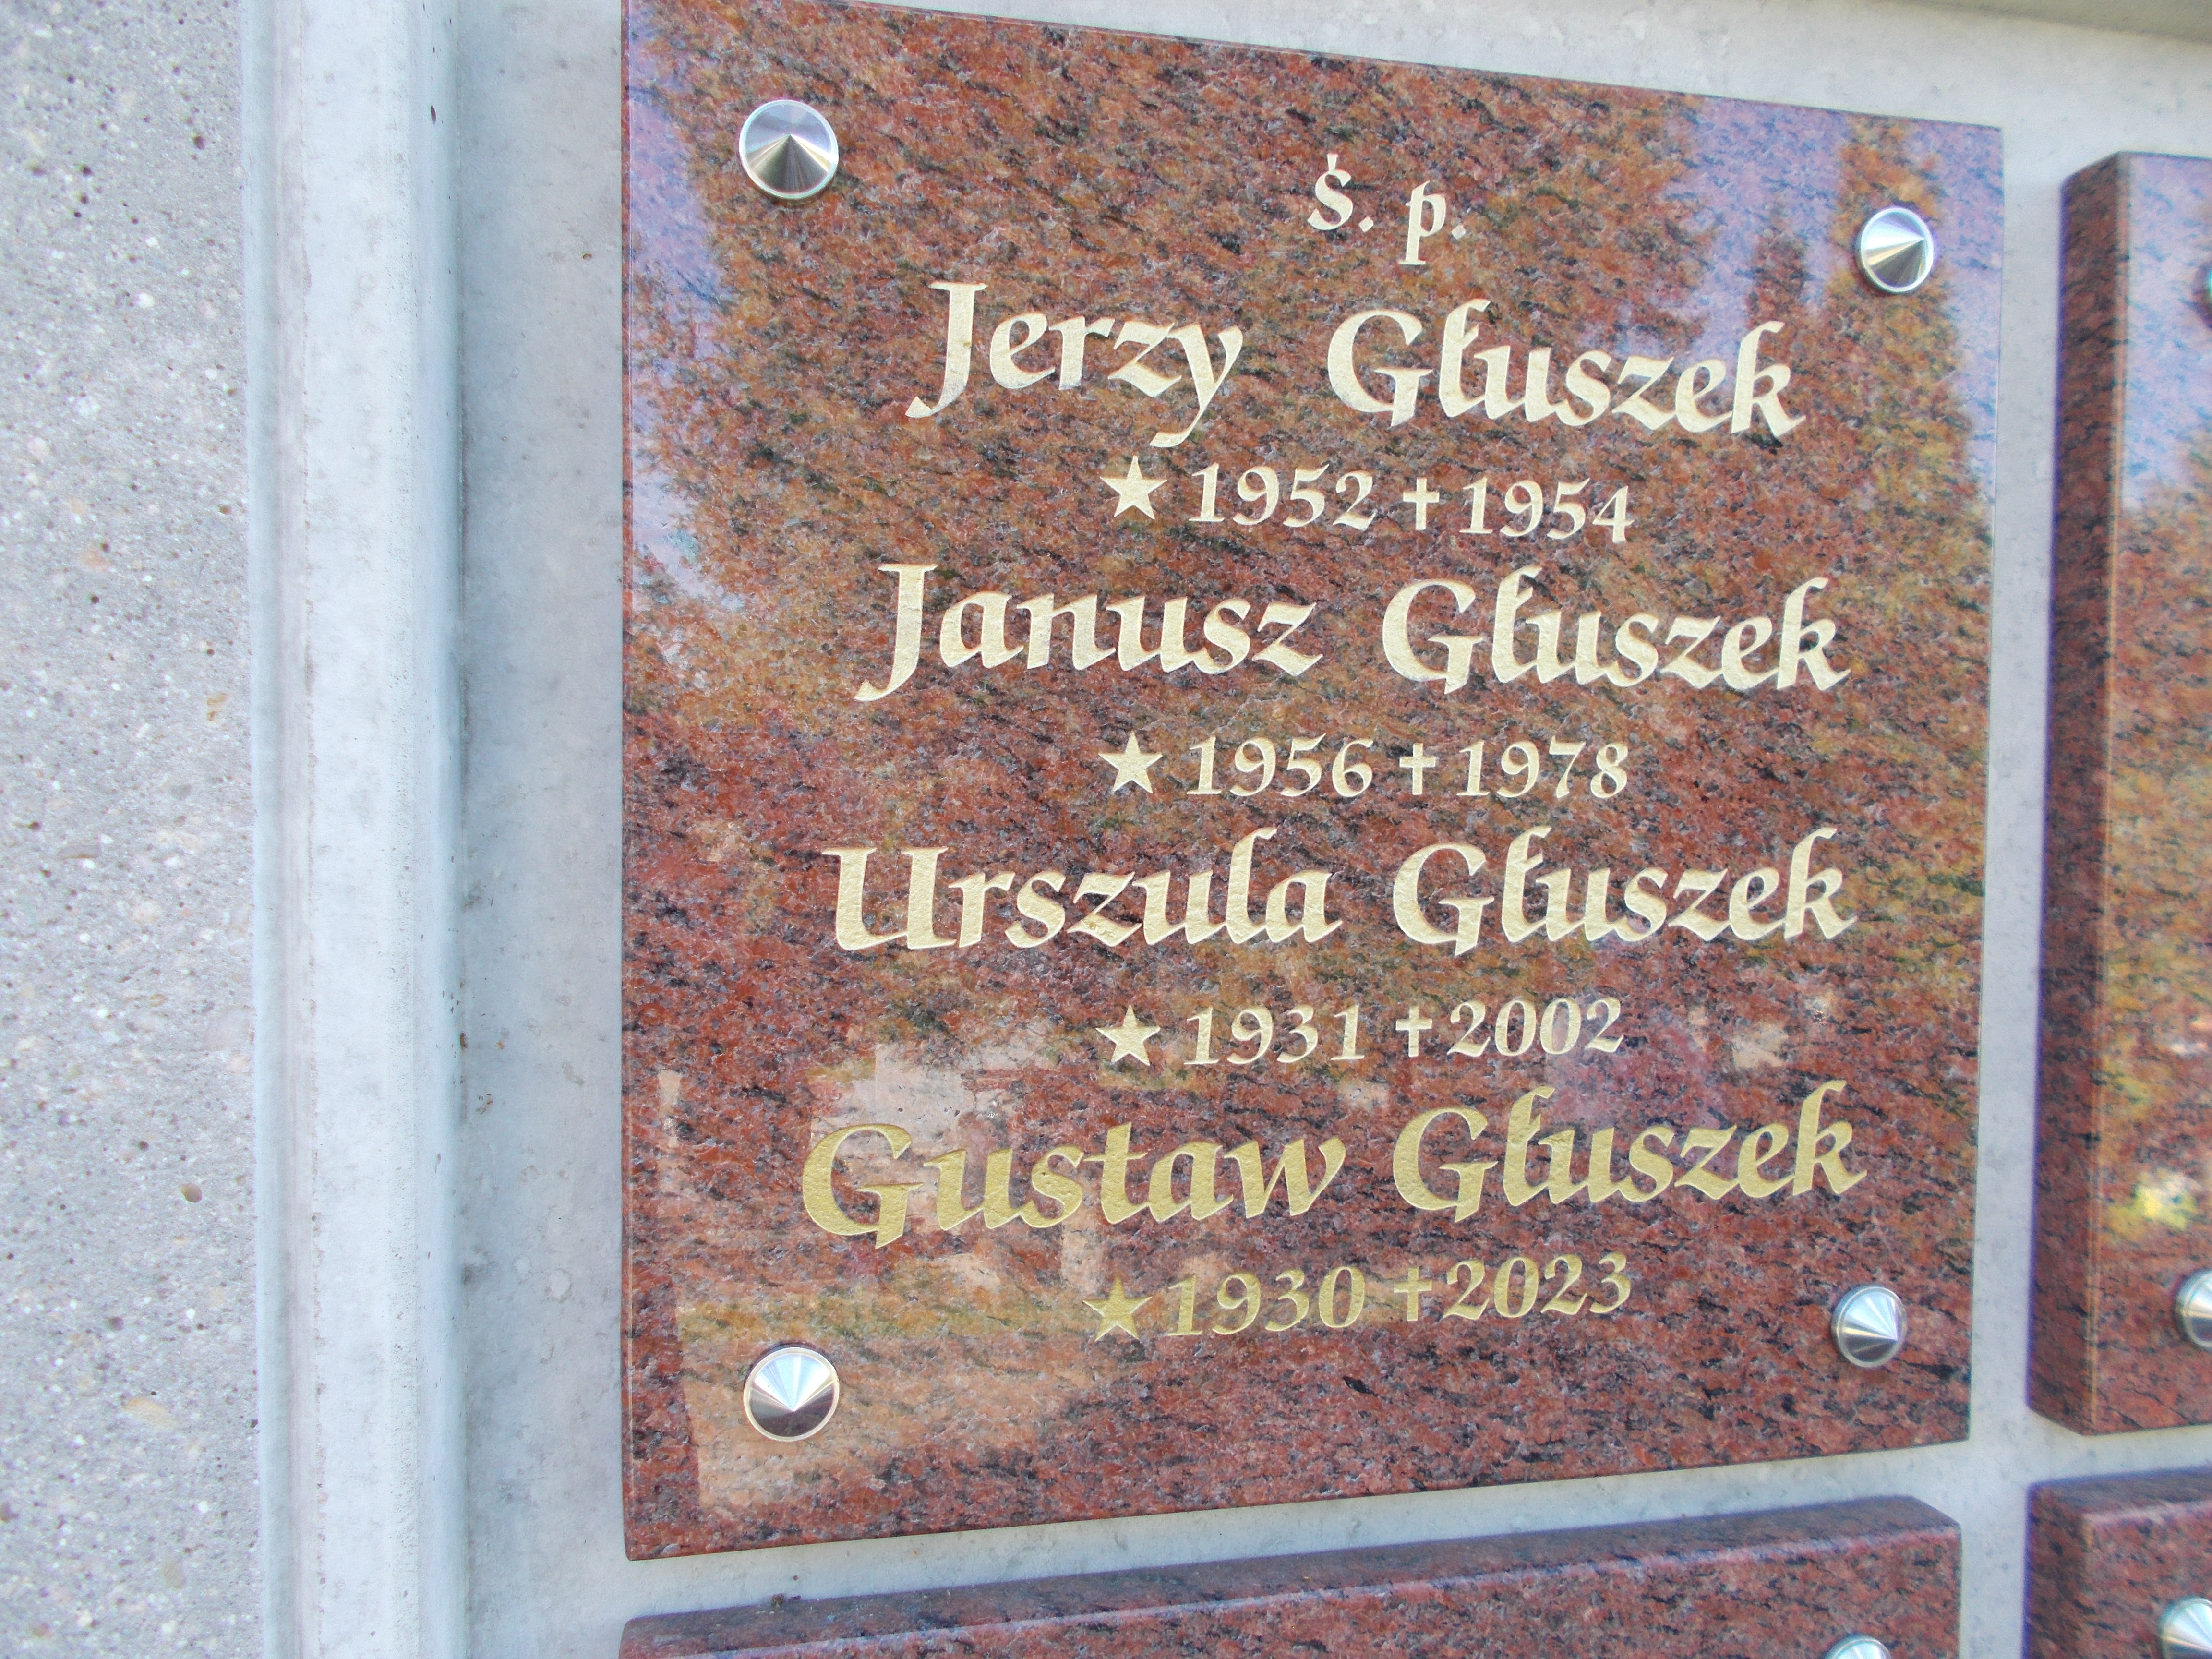 ś. p.
Jerzy Głuszek
★ 1952 ✝ 1954
Janusz Głuszek
★ 1956 ✝ 1978
Urszula Głuszek
★ 1931 ✝ 2002
Gustaw Głuszek
★ 1930 ✝ 2023